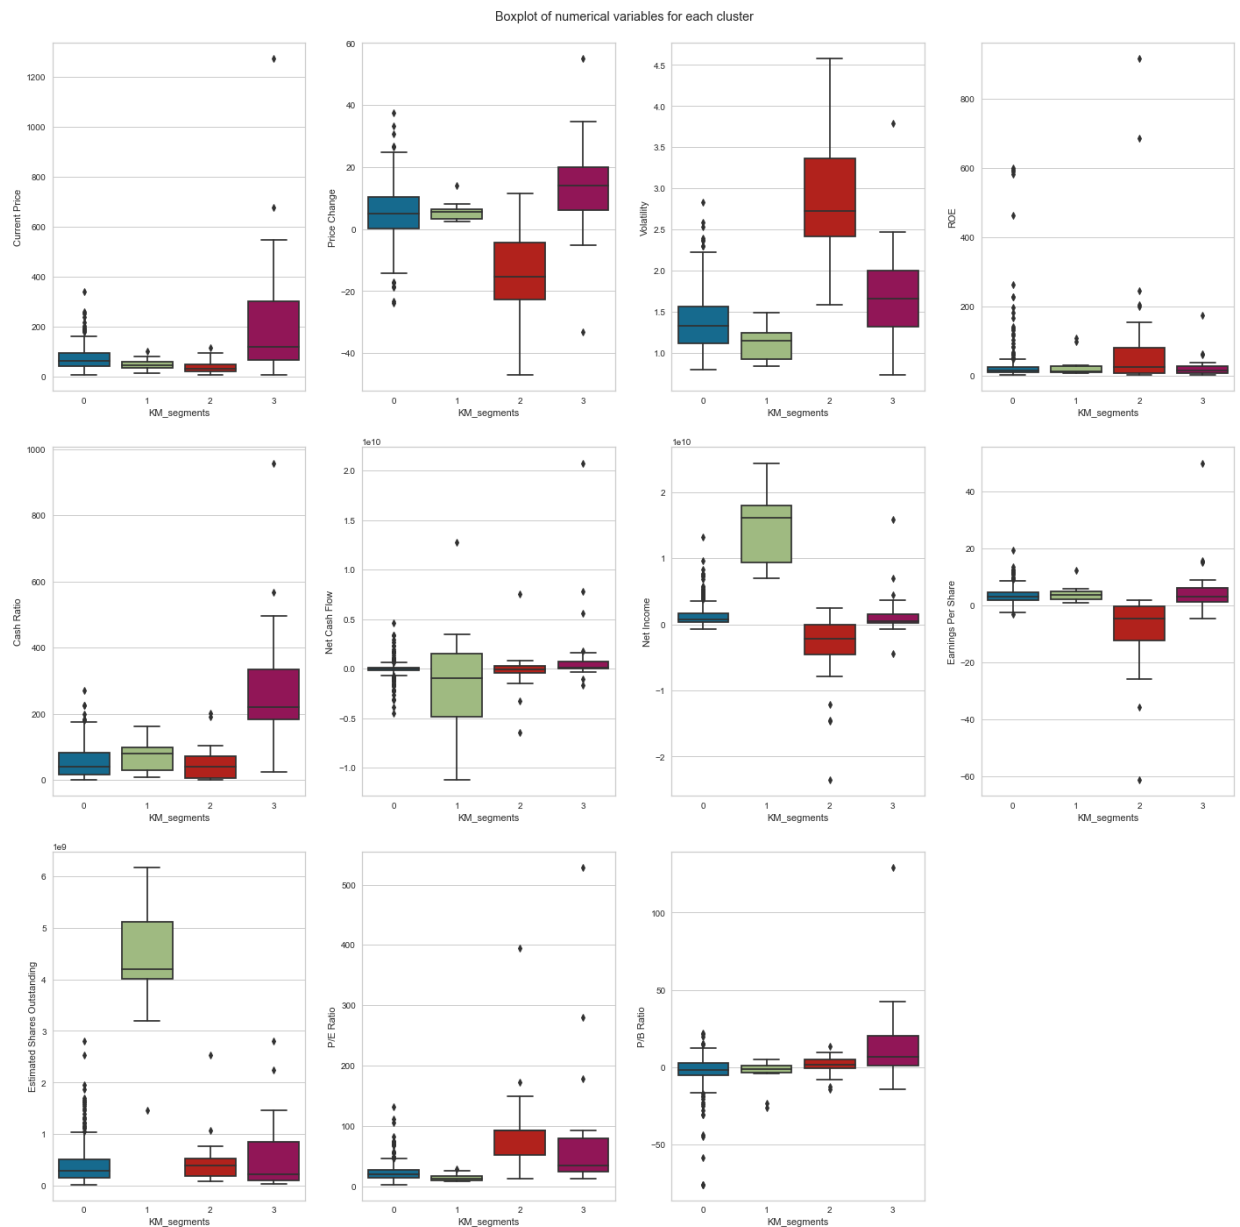 Boxplot of numerical variables for each cluster
Current Price
1200
1000
800
600
400
200
0
0 1 2 3
KM_segments
Price Change
60
40
20
0
−20
−40
0 1 2 3
KM_segments
Volatility
4.5
4.0
3.5
3.0
2.5
2.0
1.5
1.0
0 1 2 3
KM_segments
ROE
800
600
400
200
0
0 1 2 3
KM_segments
Cash Ratio
1000
800
600
400
200
0
0 1 2 3
KM_segments
1e10
Net Cash Flow
2.0
1.5
1.0
0.5
0.0
−0.5
−1.0
0 1 2 3
KM_segments
1e10
Net Income
2
1
0
−1
−2
0 1 2 3
KM_segments
Earnings Per Share
40
20
0
−20
−40
−60
0 1 2 3
KM_segments
1e9
Estimated Shares Outstanding
6
5
4
3
2
1
0
0 1 2 3
KM_segments
P/E Ratio
500
400
300
200
100
0
0 1 2 3
KM_segments
P/B Ratio
100
50
0
−50
0 1 2 3
KM_segments